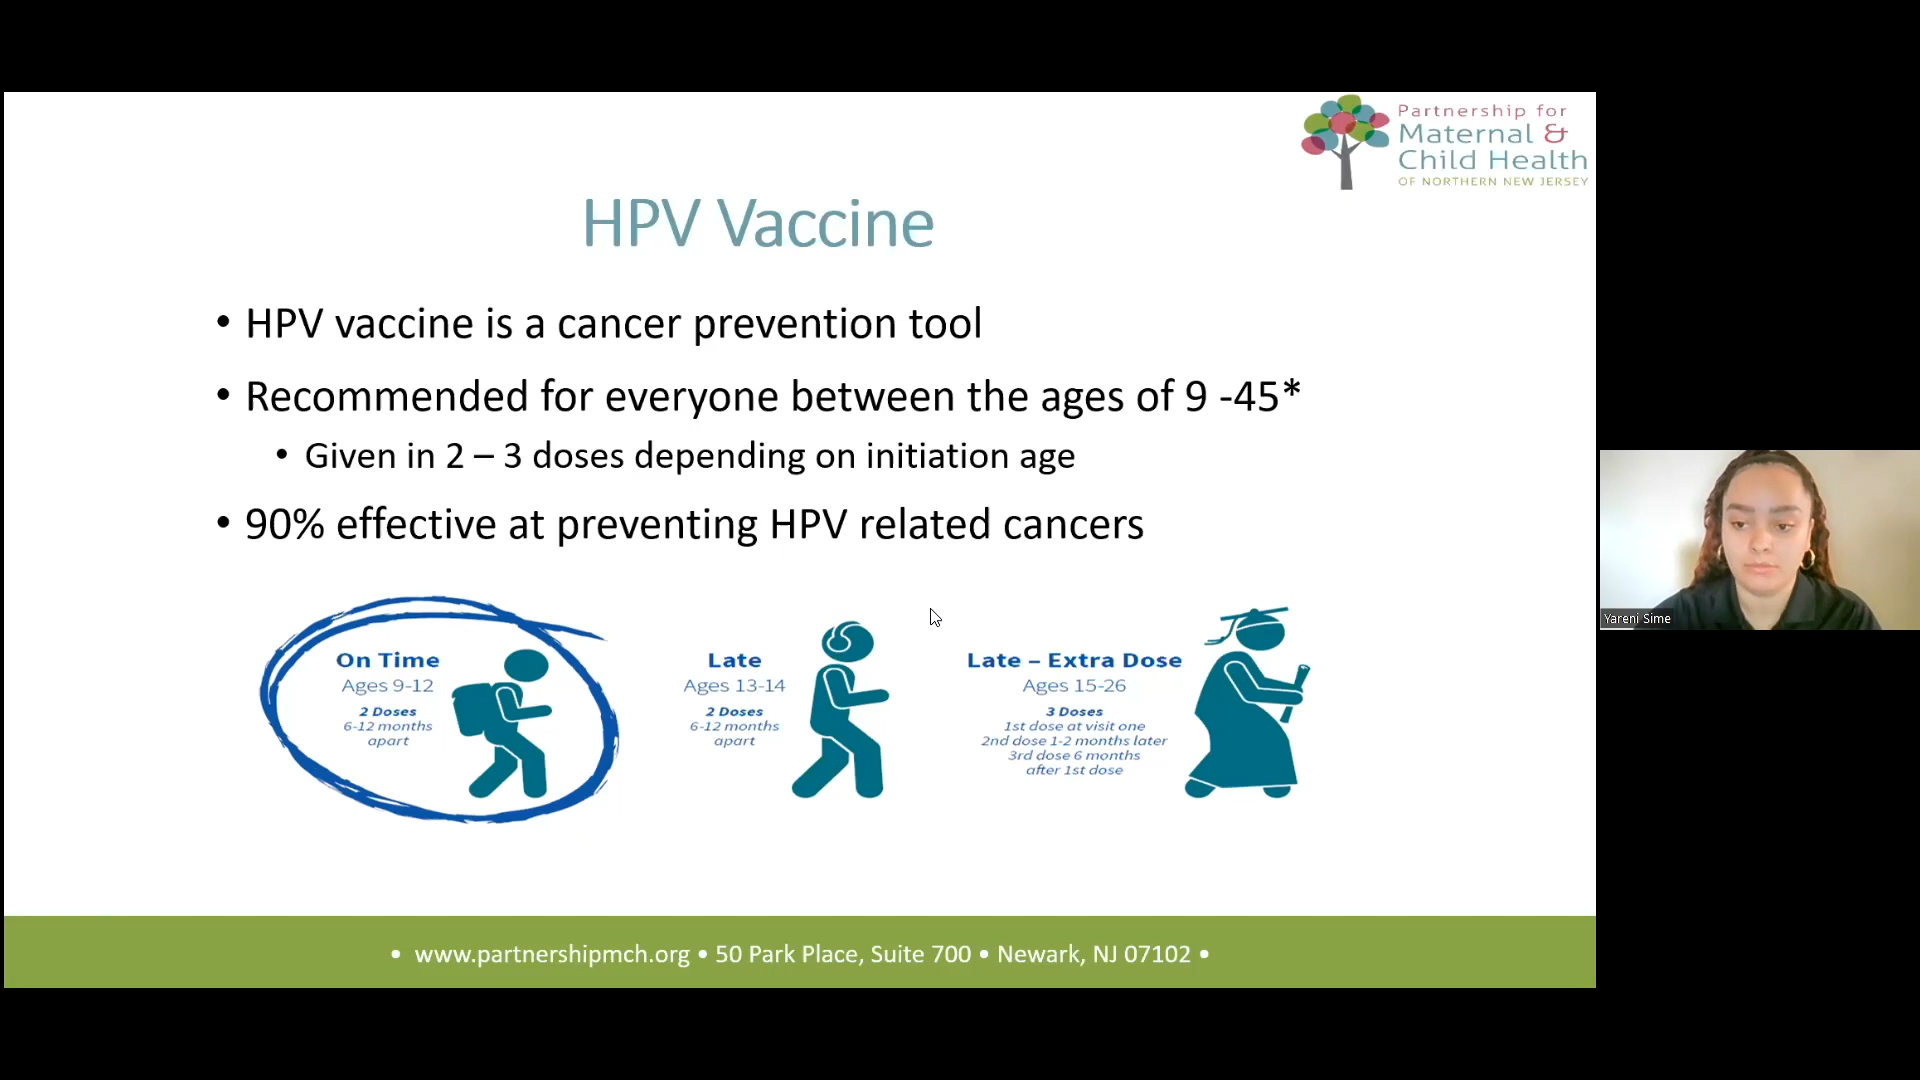 Partnership for
Maternal &
Child Health
OF NORTHERN NEW JERSEY
HPV Vaccine
• HPV vaccine is a cancer prevention tool
• Recommended for everyone between the ages of 9 -45*
• Given in 2 – 3 doses depending on initiation age
• 90% effective at preventing HPV related cancers
On Time
Ages 9-12
2 Doses
6-12 months
apart
Late
Ages 13-14
2 Doses
6-12 months
apart
Late – Extra Dose
Ages 15-26
3 Doses
1st dose at visit one
2nd dose 1-2 months later
3rd dose 6 months
after 1st dose
• www.partnershipmch.org • 50 Park Place, Suite 700 • Newark, NJ 07102 •
Yareni Sime